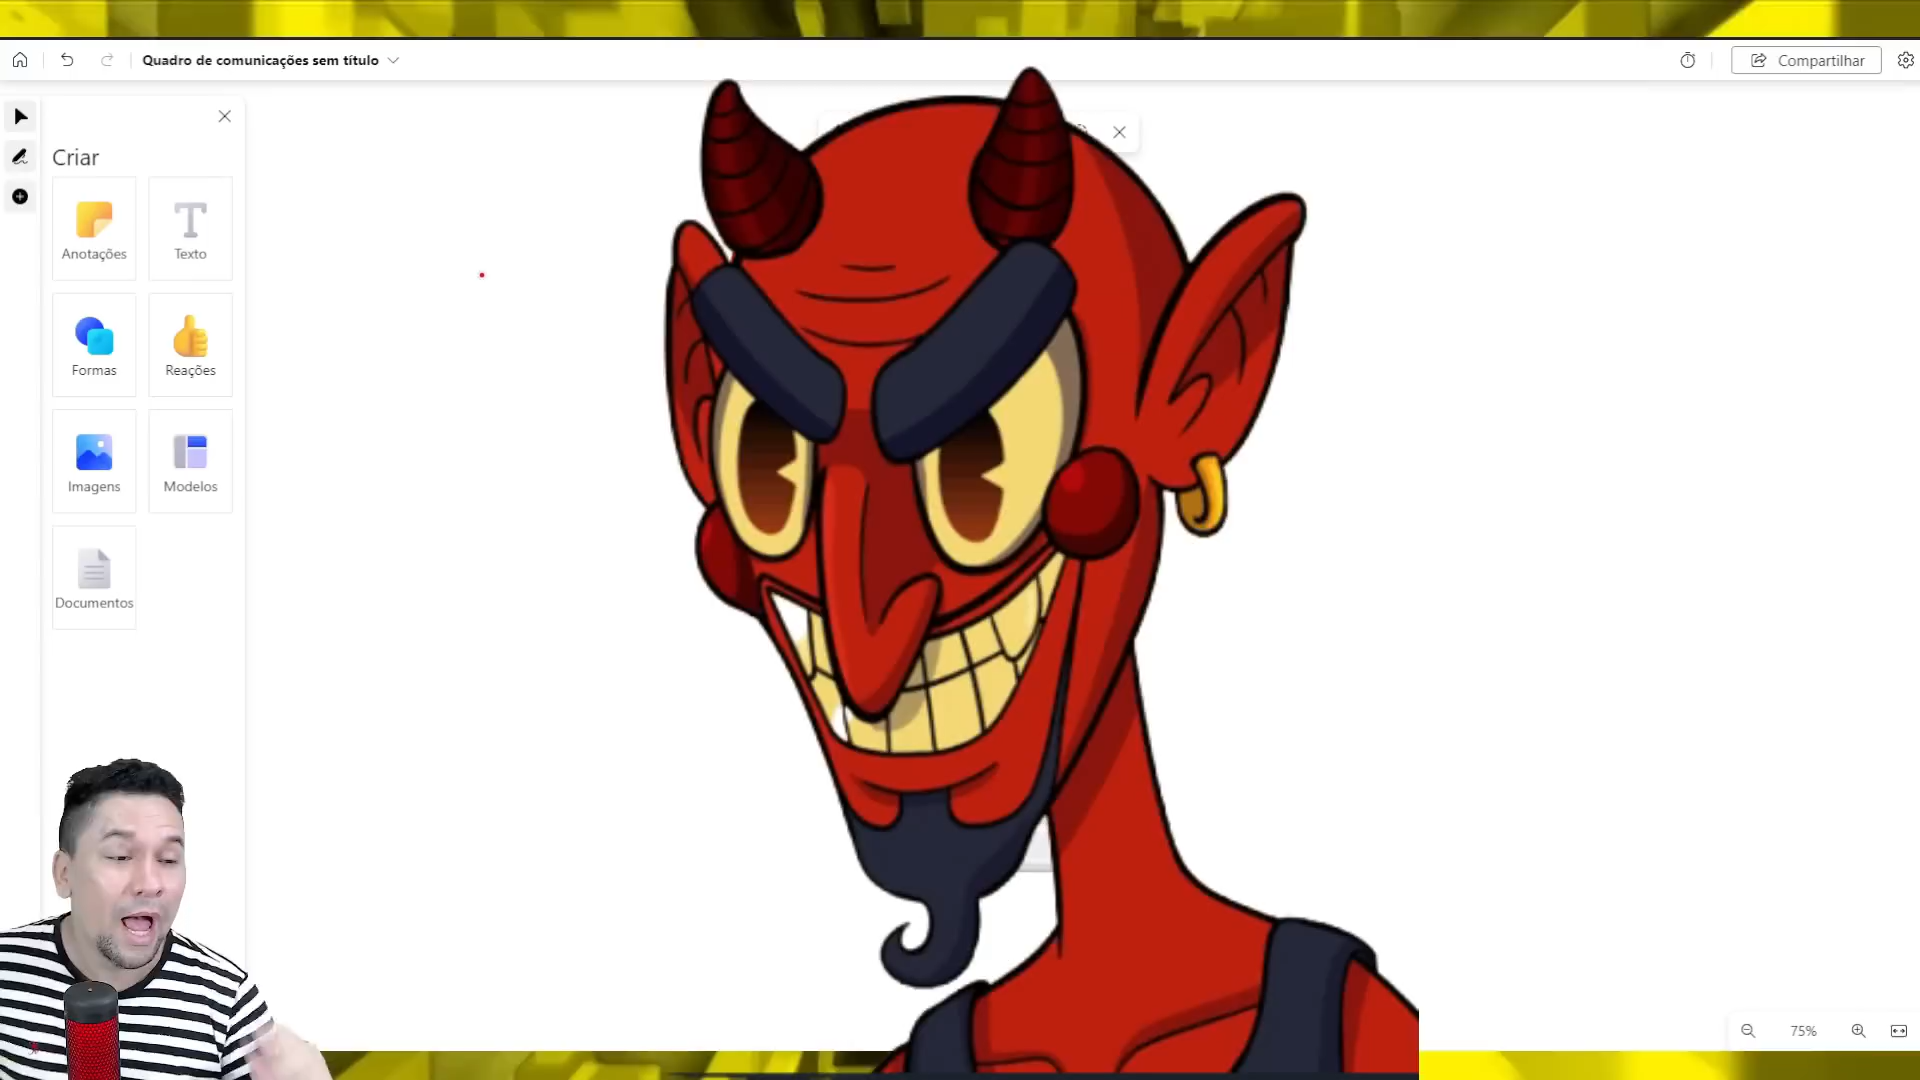 Quadro de comunicações sem título
Compartilhar
Criar
Anotações
Texto
Formas
Reações
Imagens
Modelos
Documentos
75%